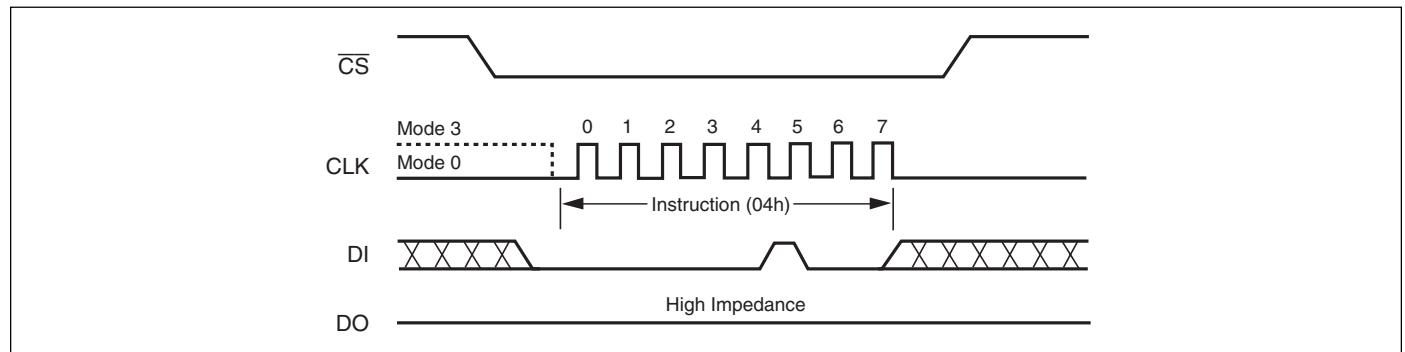 C̅S̅
Mode 3
0 1 2 3 4 5 6 7
CLK
Mode 0
Instruction (04h)
DI
High Impedance
DO